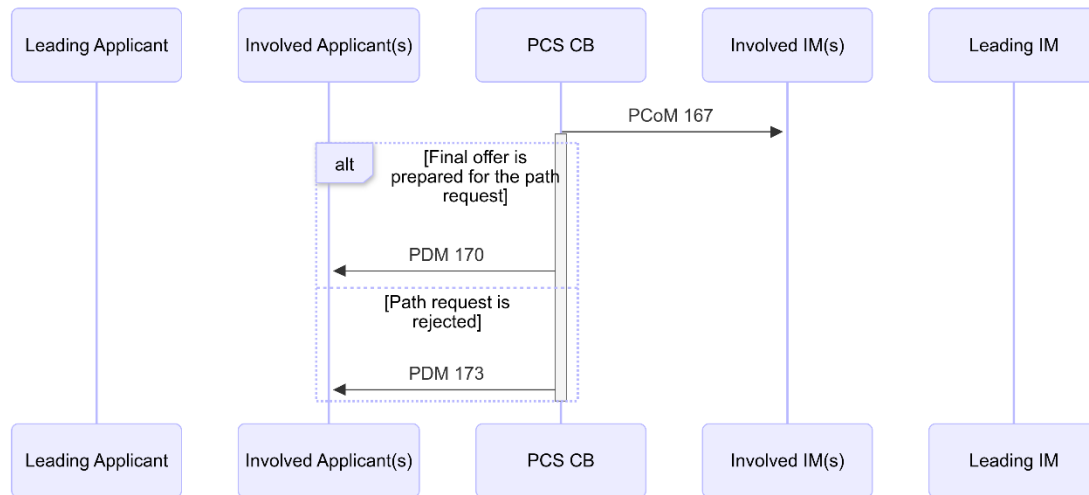 Leading Applicant
Involved Applicant(s)
PCS CB
Involved IM(s)
Leading IM
PCoM 167
alt
[Final offer is
prepared for the path
request]
PDM 170
[Path request is
rejected]
PDM 173
Leading Applicant
Involved Applicant(s)
PCS CB
Involved IM(s)
Leading IM